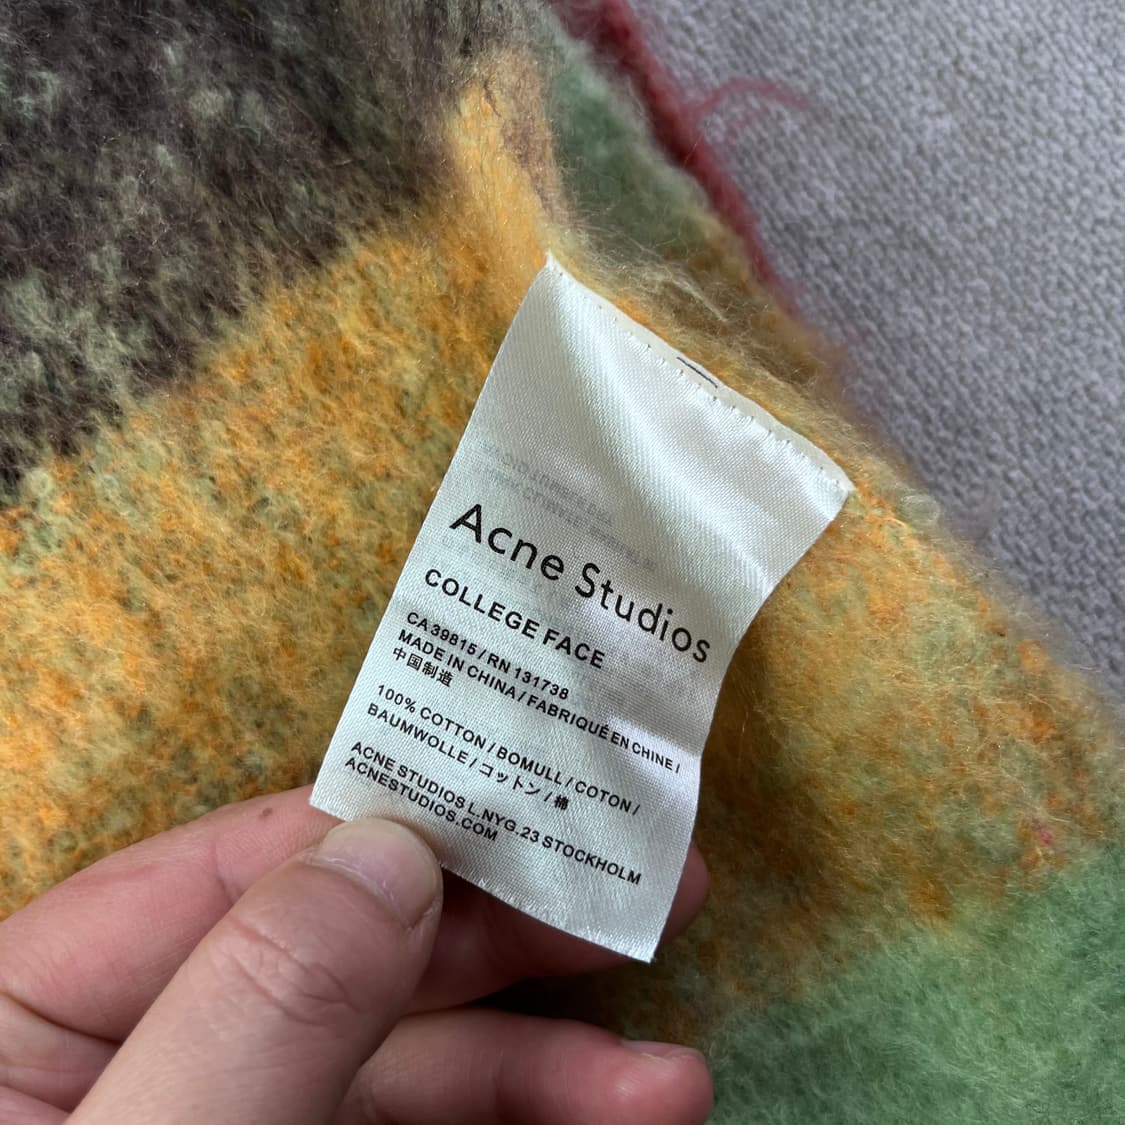 Acne Studios
COLLEGE FACE
CA 39815 / RN 131738
MADE IN CHINA / FABRIQUÉ EN CHINE /
中国制造
100% COTTON / BOMULL / COTON /
BAUMWOLLE / コットン / 棉
ACNE STUDIOS L.NYG.23 STOCKHOLM
ACNESTUDIOS.COM